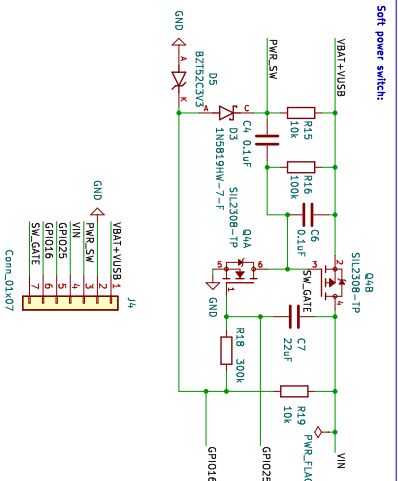 Soft power switch:
VBAT+VUSB
PWR_SW
GND
A
D5
BZT52C3V3
K
A
C
D3
1N5819HW-7-F
R15
10k
C4
0.1uF
R16
100k
C6
0.1uF
Q4B
SIL2308-TP
2
3
4
SW_GATE
Q4A
SIL2308-TP
5
6
1
GND
C7
22uF
R18
300k
R19
10k
PWR_FLAG
VIN
GPIO25
GPIO16
J4
Conn_01x07
GND
VBAT+VUSB
1
2
PWR_SW
3
VIN
4
GPIO25
5
GPIO16
6
SW_GATE
7